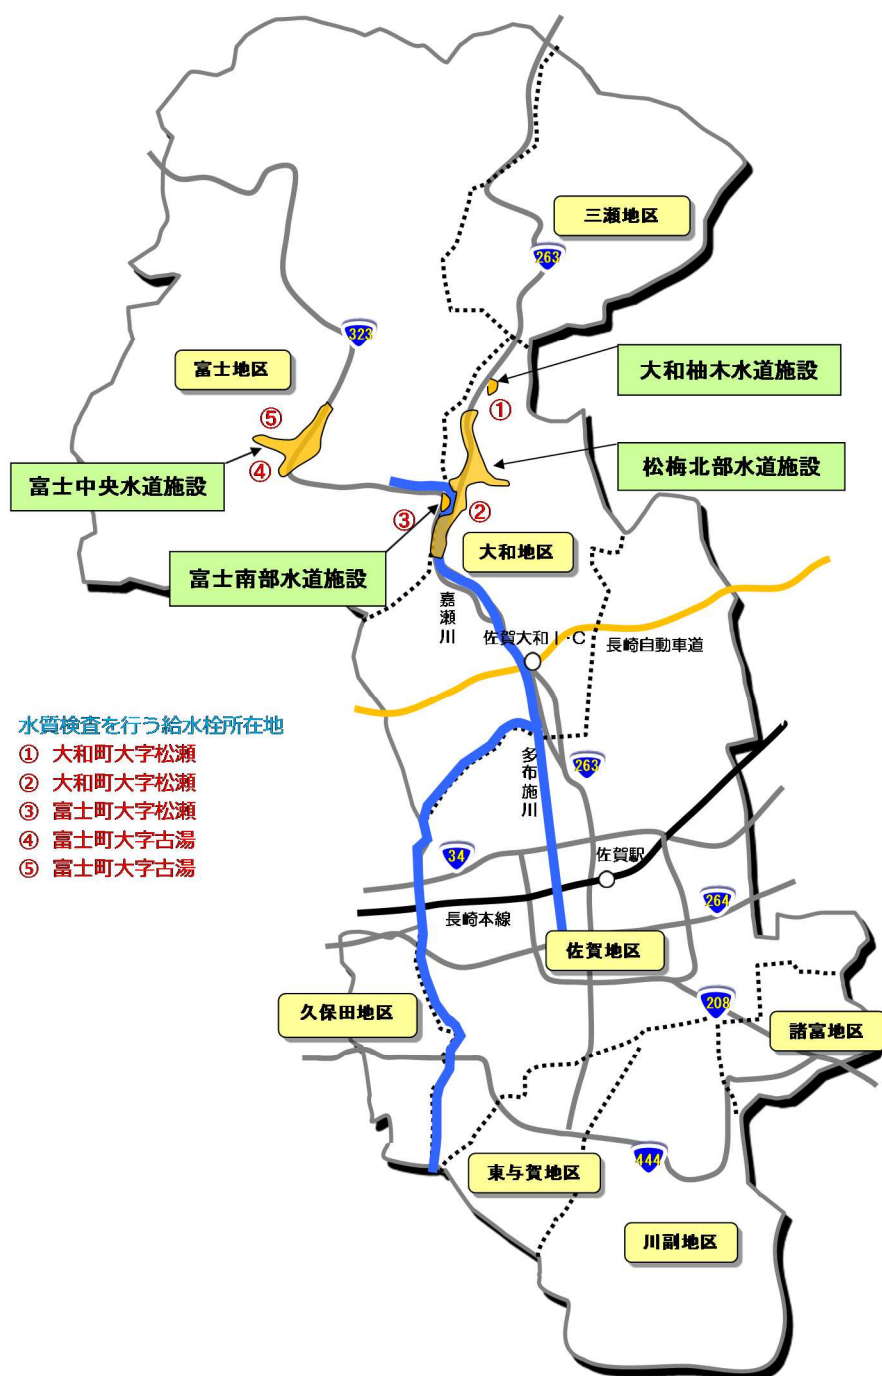 三瀬地区
263
323
富士地区
大和柚木水道施設
①
⑤
④
松梅北部水道施設
富士中央水道施設
②
③
大和地区
富士南部水道施設
嘉瀬川
佐賀大和I・C
長崎自動車道
水質検査を行う給水栓所在地
① 大和町大字松瀬
② 大和町大字松瀬
③ 富士町大字松瀬
④ 富士町大字古湯
⑤ 富士町大字古湯
多布施川
263
34
佐賀駅
264
長崎本線
佐賀地区
久保田地区
208
諸富地区
東与賀地区
444
川副地区